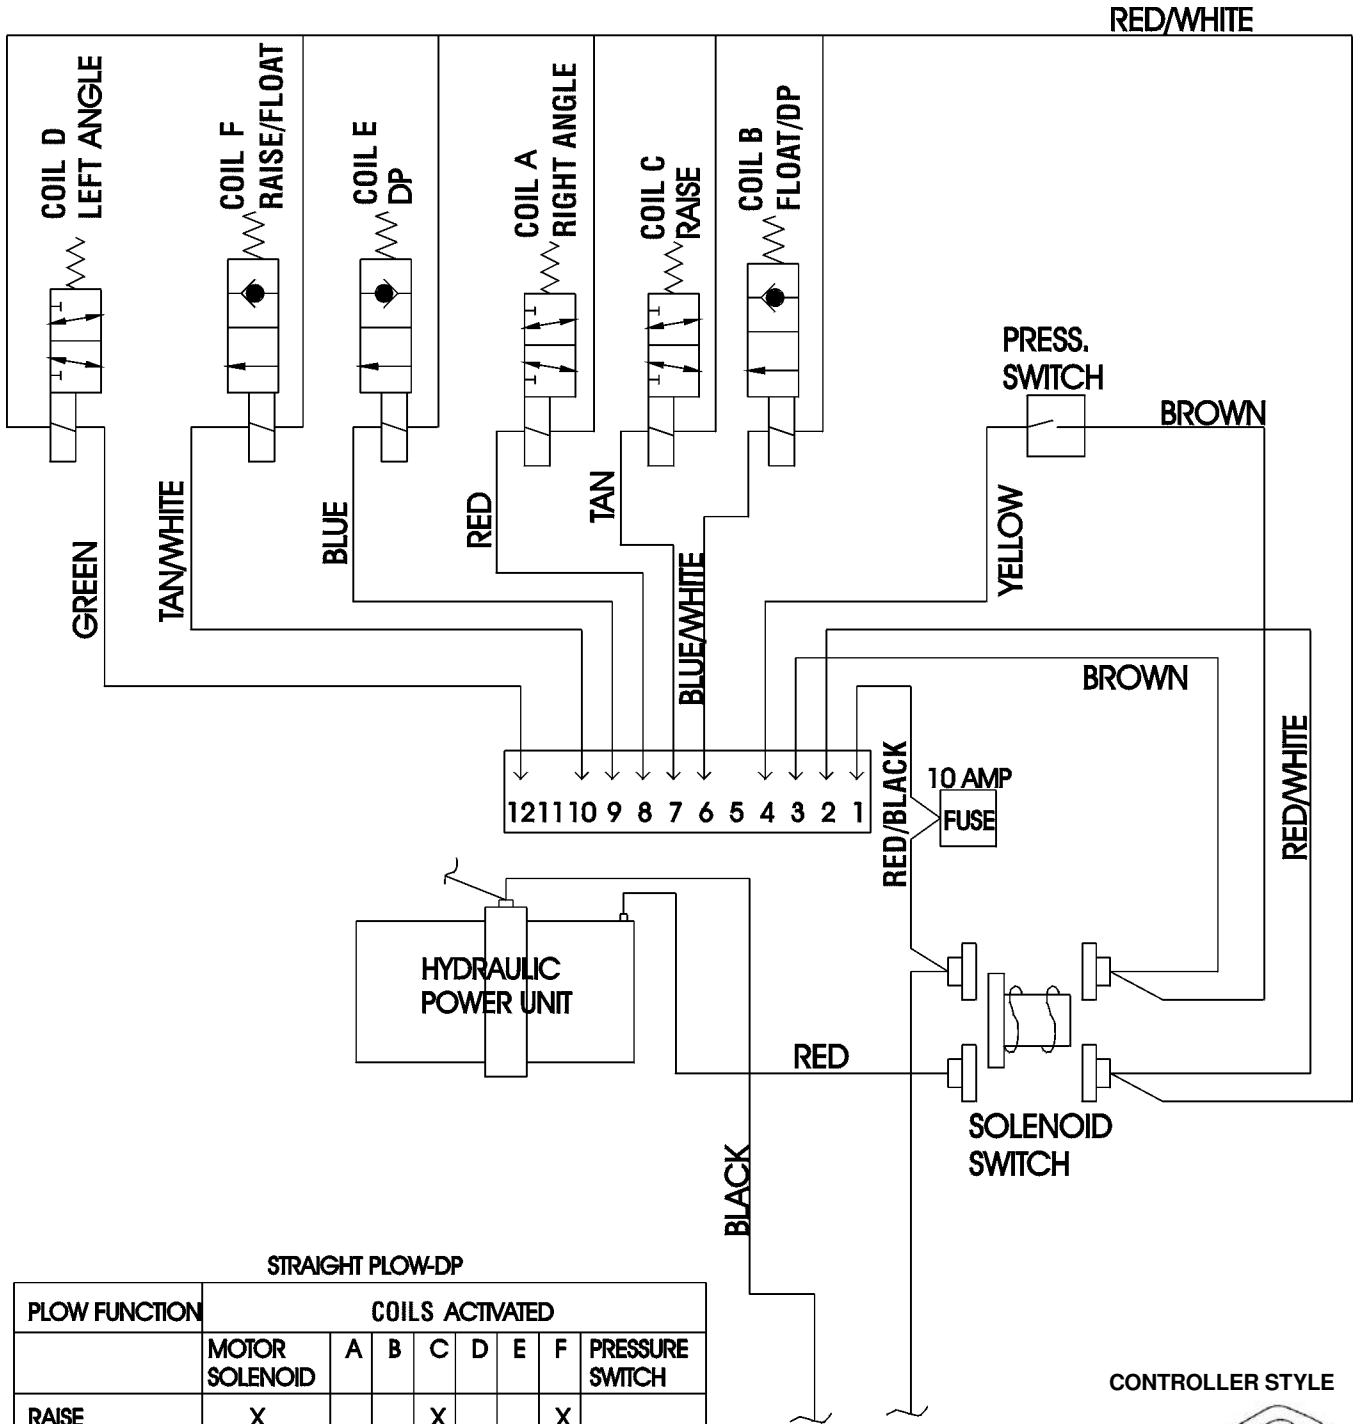 RED/WHITE
COIL D
LEFT ANGLE
COIL F
RAISE/FLOAT
COIL E
DP
COIL A
RIGHT ANGLE
COIL C
RAISE
COIL B
FLOAT/DP
PRESS.
SWITCH
BROWN
GREEN
TAN/WHITE
BLUE
RED
TAN
BLUE/WHITE
YELLOW
BROWN
RED/WHITE
RED/BLACK
10 AMP
FUSE
12 11 10 9 8 7 6 5 4 3 2 1
HYDRAULIC
POWER UNIT
RED
BLACK
SOLENOID
SWITCH
STRAIGHT PLOW-DP
PLOW FUNCTION COILS ACTIVATED
MOTOR SOLENOID A B C D E F PRESSURE SWITCH
RAISE X X X
CONTROLLER STYLE